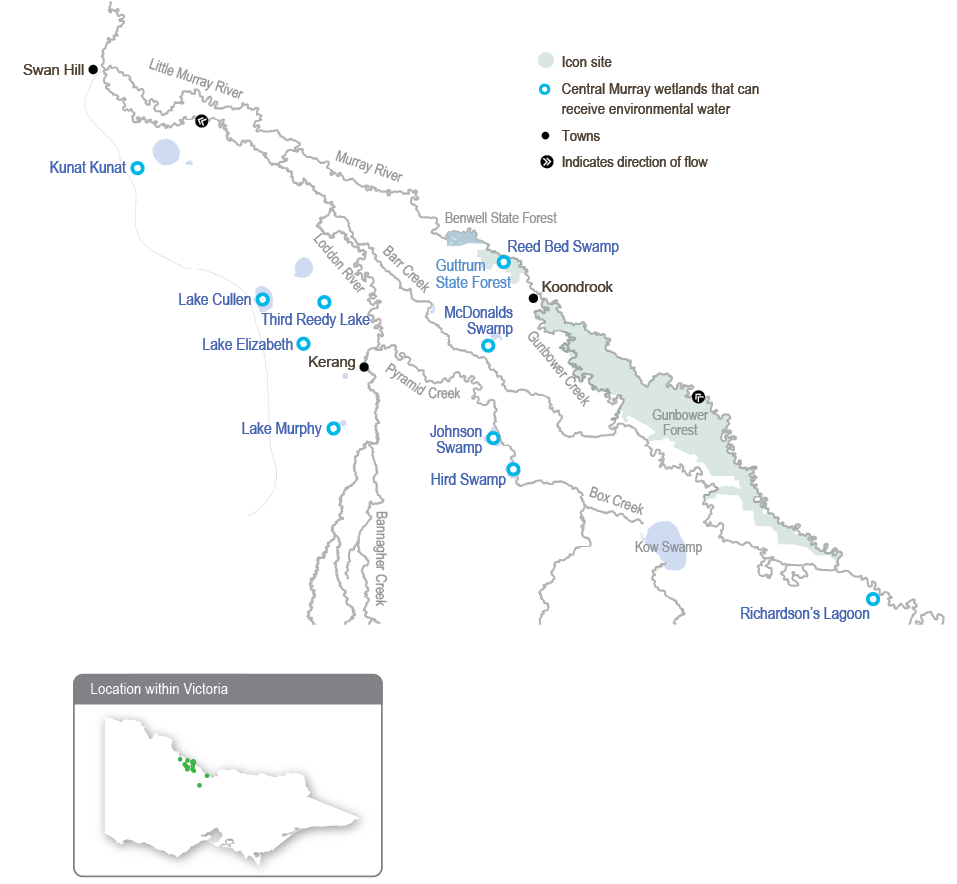 Swan Hill
Little Murray River
Icon site
Central Murray wetlands that can
receive environmental water
Towns
Indicates direction of flow
Murray River
Kunat Kunat
Benwell State Forest
Reed Bed Swamp
Guttrum
State Forest
Loddon River
Barr Creek
Koondrook
Lake Cullen
Third Reedy Lake
McDonalds
Swamp
Lake Elizabeth
Kerang
Gunbower Creek
Pyramid Creek
Gunbower
Forest
Lake Murphy
Johnson
Swamp
Hird Swamp
Box Creek
Bannagher Creek
Kow Swamp
Richardson's Lagoon
Location within Victoria